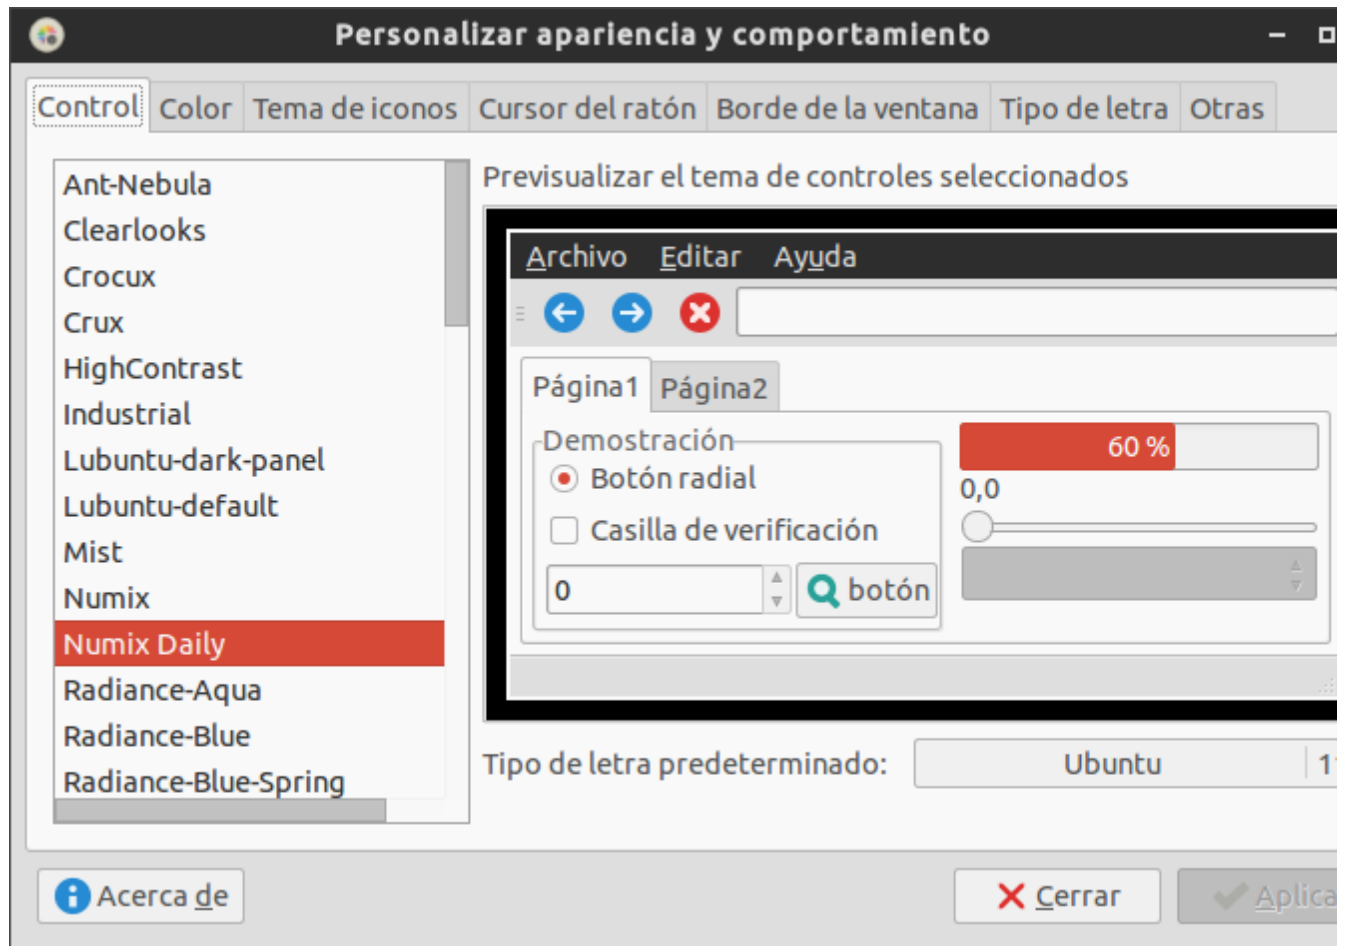 Personalizar apariencia y comportamiento
Control Color Tema de iconos Cursor del ratón Borde de la ventana Tipo de letra Otras
Ant-Nebula
Clearlooks
Crocux
Crux
HighContrast
Industrial
Lubuntu-dark-panel
Lubuntu-default
Mist
Numix
Numix Daily
Radiance-Aqua
Radiance-Blue
Radiance-Blue-Spring
Previsualizar el tema de controles seleccionados
Archivo Editar Ayuda
Página1 Página2
Demostración
Botón radial
Casilla de verificación
0
botón
60 %
0,0
Tipo de letra predeterminado: Ubuntu
Acerca de
Cerrar